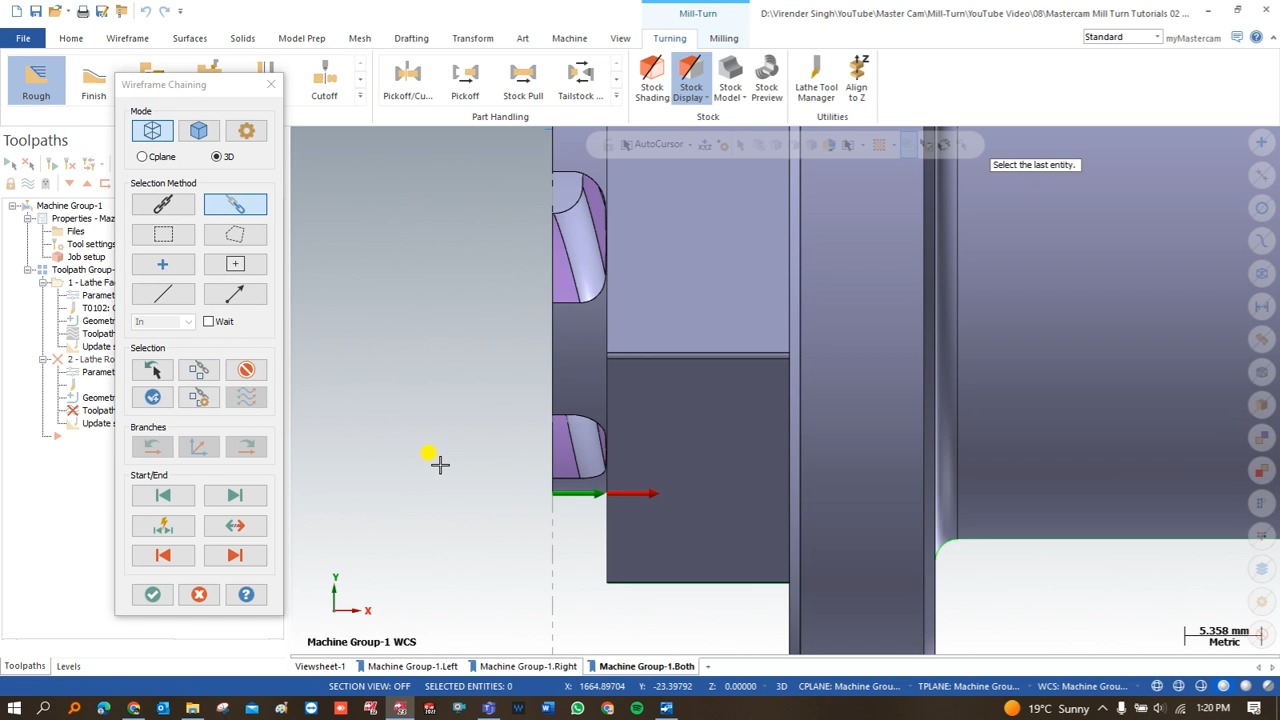 Mill-Turn
D:\Virender Singh\YouTube\Master Cam\Mill-Turn\YouTube Video\08\Mastercam Mill Turn Tutorials 02 ...
File Home Wireframe Surfaces Solids Model Prep Mesh Drafting Transform Art Machine View Turning Milling Standard myMastercam
Rough Finish Cutoff Pickoff/Cu... Pickoff Stock Pull Tailstock ... Stock Shading Stock Display Stock Model Stock Preview Lathe Tool Manager Align to Z
Part Handling Stock Utilities
Toolpaths
Machine Group-1
Properties - Maz
Files
Tool settings
Job setup
Toolpath Group-
1 - Lathe Fac
Param
T0102: G
Geomet
Toolpath
Update s
2 - Lathe Ro
Param
Geomet
Toolpath
Update s
Wireframe Chaining
Mode
Cplane 3D
Selection Method
In Wait
Selection
Branches
Start/End
AutoCursor
Select the last entity.
Y
X
Machine Group-1 WCS
5.358 mm
Metric
Toolpaths Levels
Viewsheet-1 Machine Group-1.Left Machine Group-1.Right Machine Group-1.Both +
SECTION VIEW: OFF SELECTED ENTITIES: 0 X: 1664.89704 Y: -23.39792 Z: 0.00000 3D CPLANE: Machine Grou... TPLANE: Machine Grou... WCS: Machine Grou...
19°C Sunny 1:20 PM